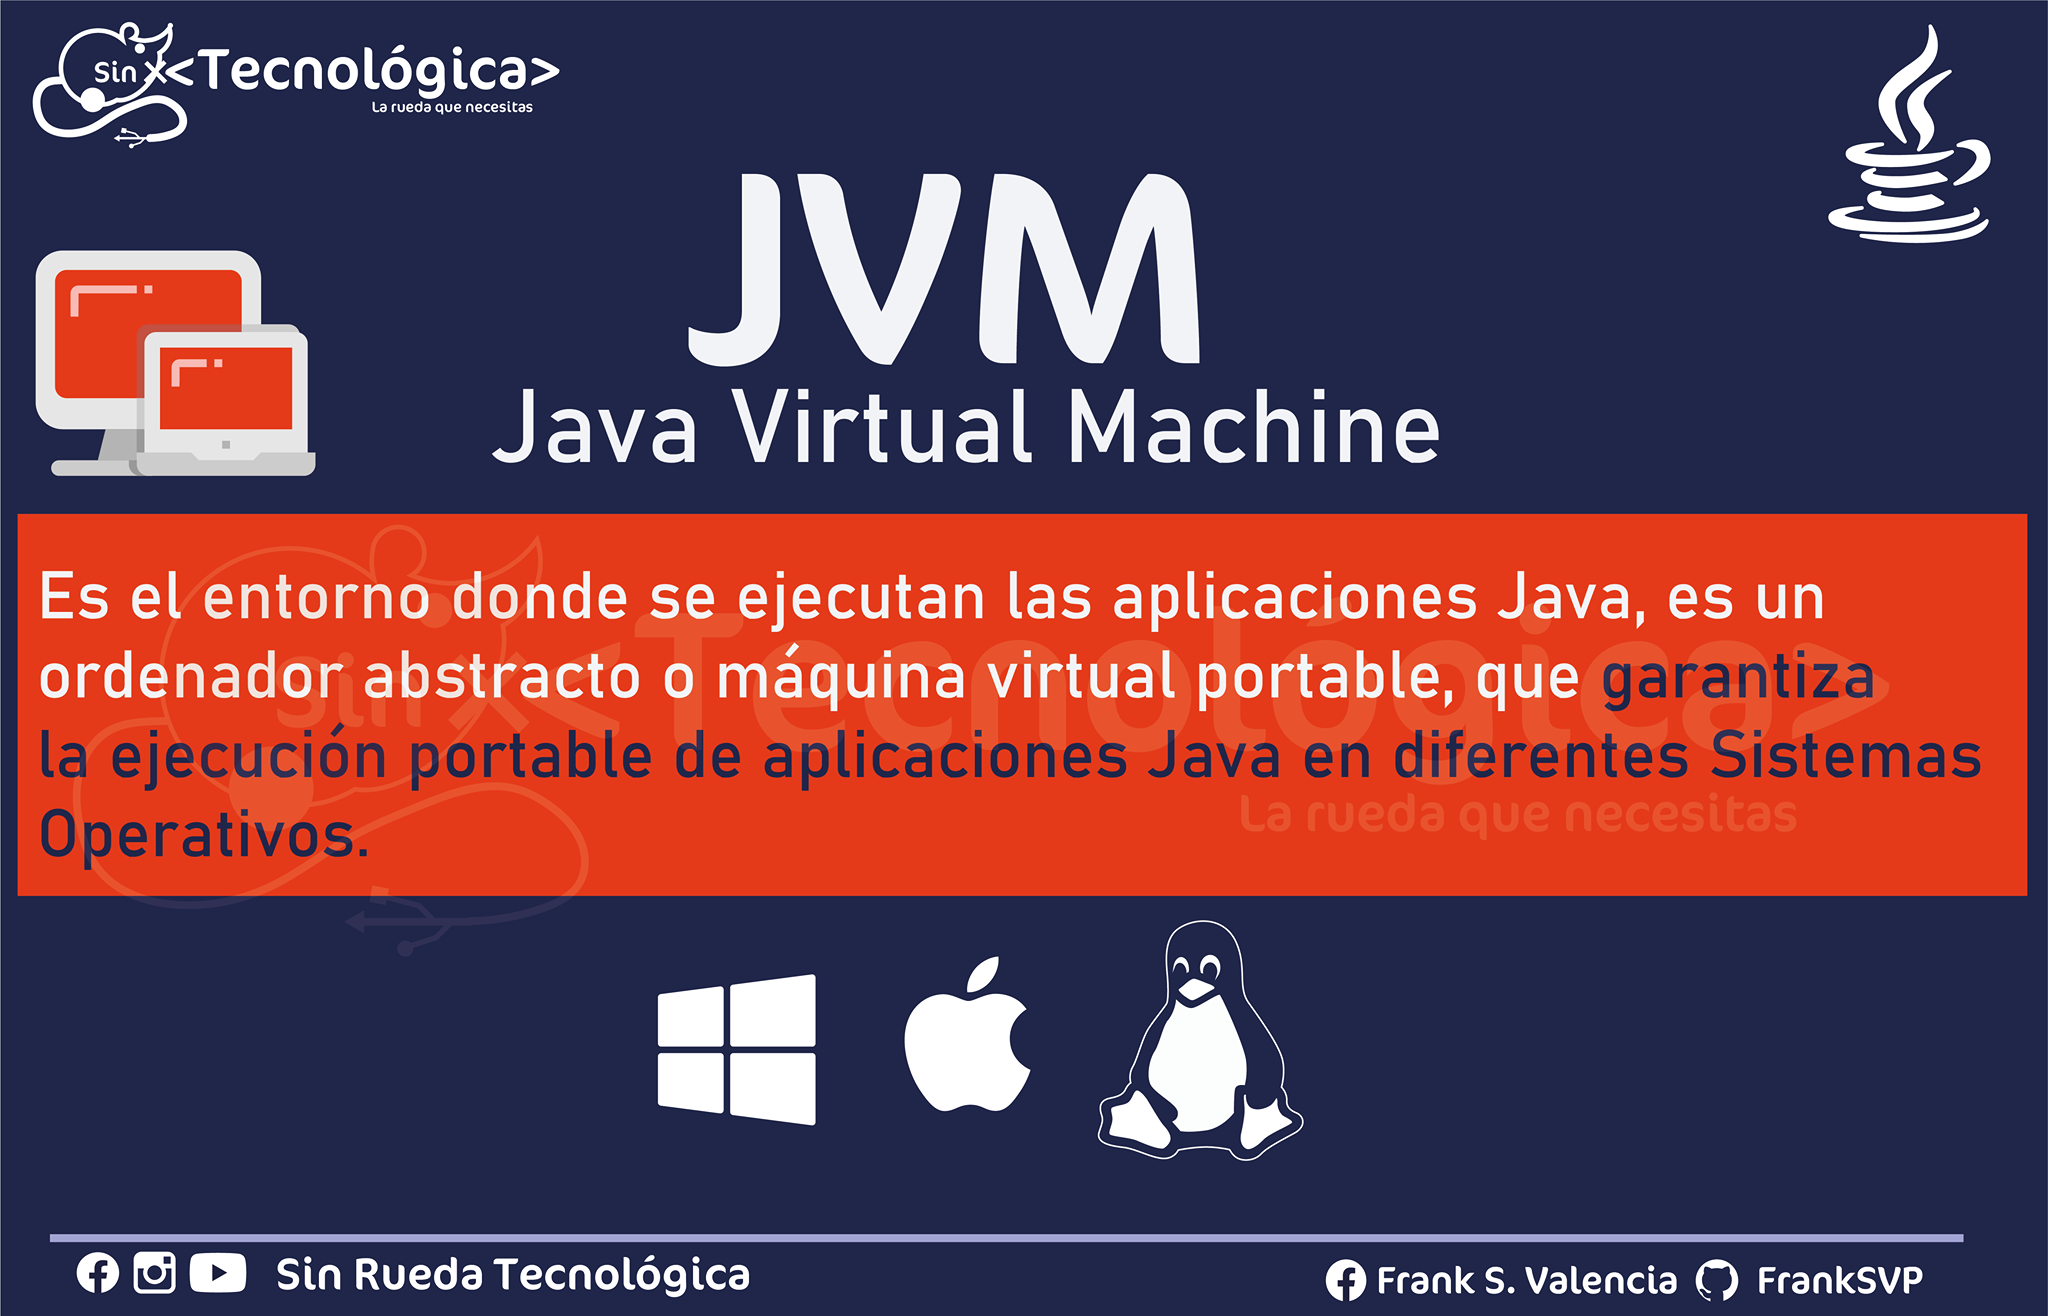 Sin <Tecnológica>
La rueda que necesitas
JVM
Java Virtual Machine
Es el entorno donde se ejecutan las aplicaciones Java, es un
ordenador abstracto o máquina virtual portable, que garantiza
la ejecución portable de aplicaciones Java en diferentes Sistemas
Operativos.
Sin <Tecnológica>
La rueda que necesitas
Sin Rueda Tecnológica
Frank S. Valencia FrankSVP